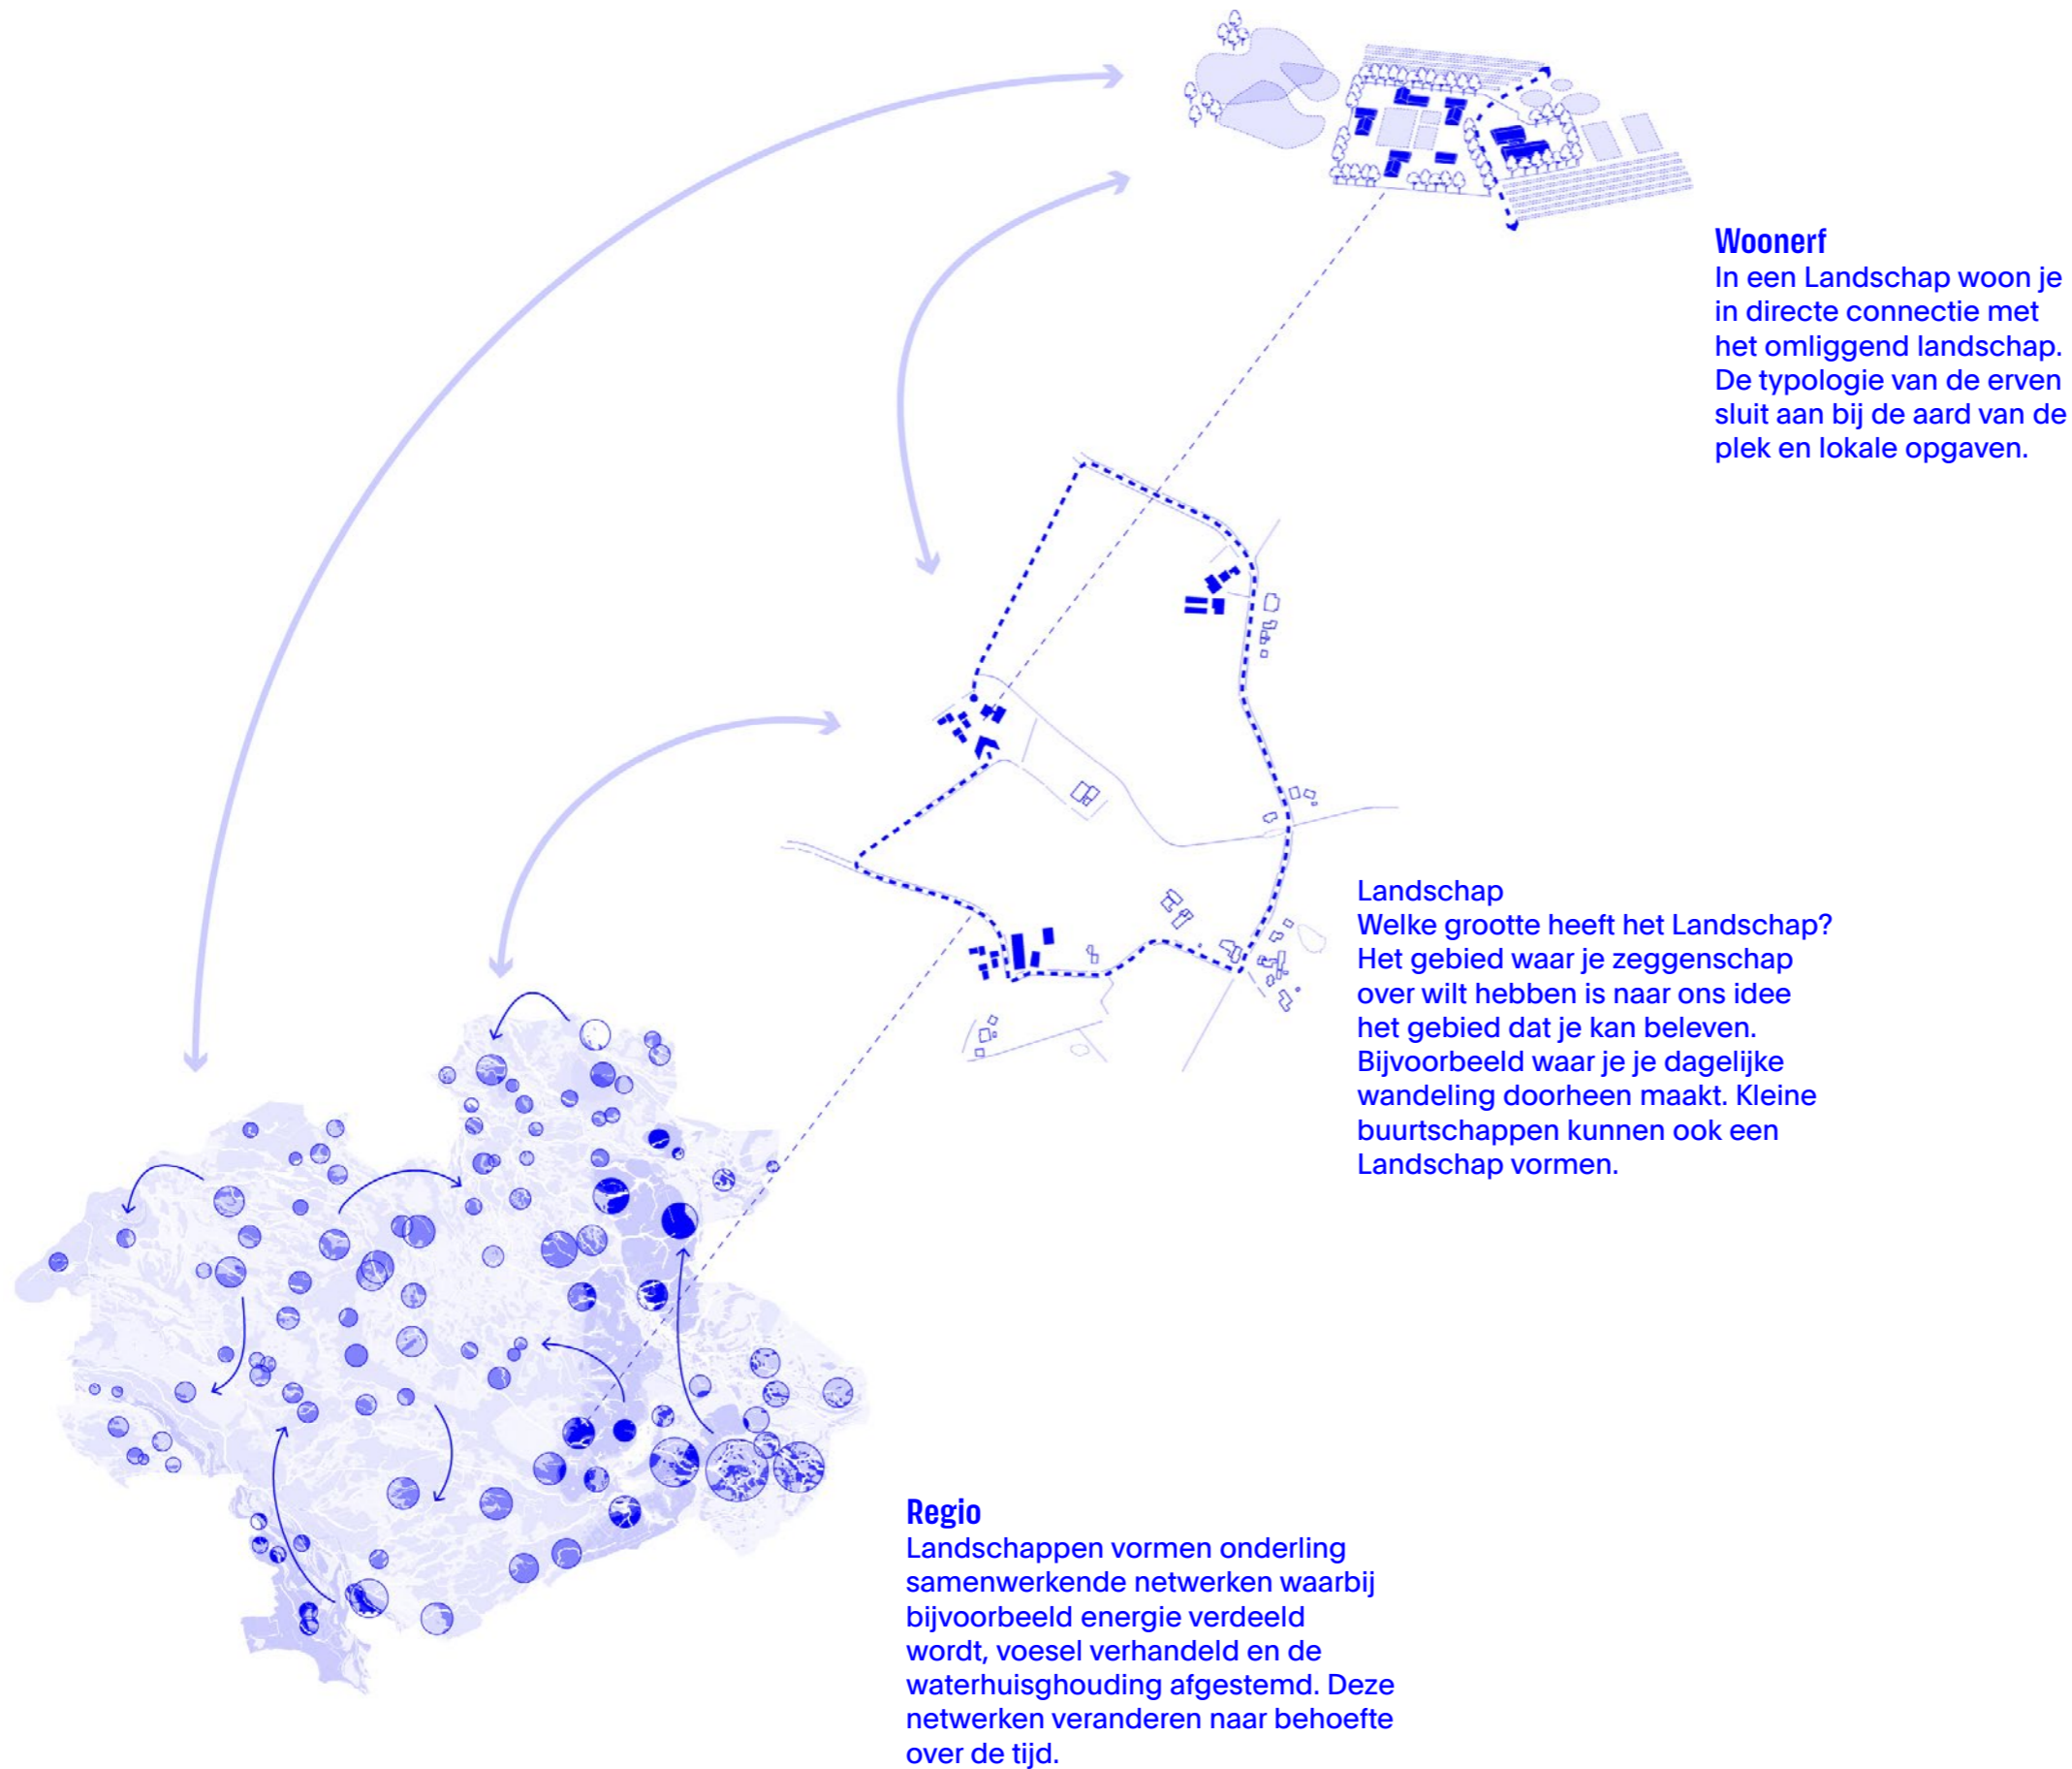 Woonerf
In een Landschap woon je
in directe connectie met
het omliggend landschap.
De typologie van de erven
sluit aan bij de aard van de
plek en lokale opgaven.
Landschap
Welke grootte heeft het Landschap?
Het gebied waar je zeggenschap
over wilt hebben is naar ons idee
het gebied dat je kan beleven.
Bijvoorbeeld waar je je dagelijke
wandeling doorheen maakt. Kleine
buurtschappen kunnen ook een
Landschap vormen.
Regio
Landschappen vormen onderling
samenwerkende netwerken waarbij
bijvoorbeeld energie verdeeld
wordt, voesel verhandeld en de
waterhuisghouding afgestemd. Deze
netwerken veranderen naar behoefte
over de tijd.